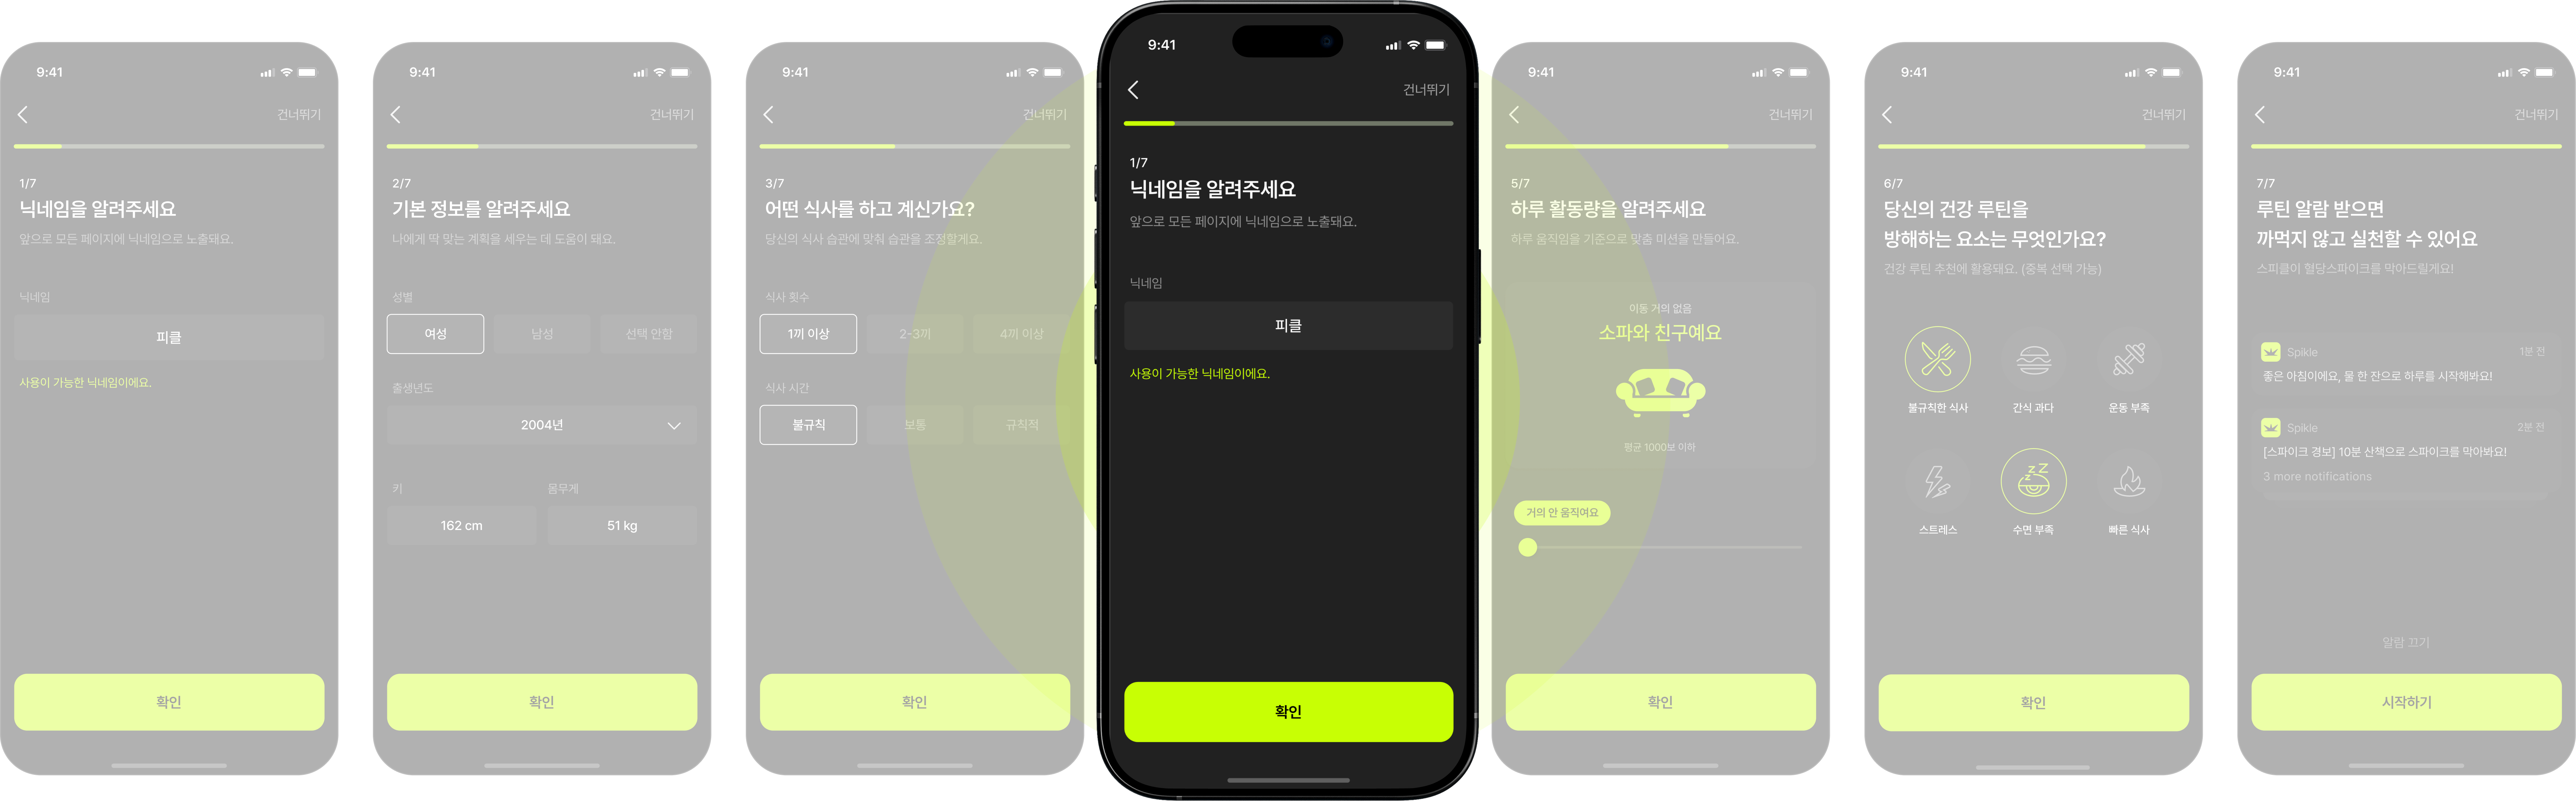 9:41
건너뛰기
1/7
닉네임을 알려주세요
앞으로 모든 페이지에 닉네임으로 노출돼요.
닉네임
피클
사용이 가능한 닉네임이에요.
확인
9:41
건너뛰기
2/7
기본 정보를 알려주세요
나에게 딱 맞는 계획을 세우는 데 도움이 돼요.
성별
여성
남성
선택 안함
출생년도
2004년
키
몸무게
162 cm
51 kg
확인
9:41
건너뛰기
3/7
어떤 식사를 하고 계신가요?
당신의 식사 습관에 맞춰 습관을 조정할게요.
식사 횟수
1끼 이상
2-3끼
4끼 이상
식사 시간
불규칙
보통
규칙적
확인
9:41
건너뛰기
1/7
닉네임을 알려주세요
앞으로 모든 페이지에 닉네임으로 노출돼요.
닉네임
피클
사용이 가능한 닉네임이에요.
확인
9:41
건너뛰기
5/7
하루 활동량을 알려주세요
하루 움직임을 기준으로 맞춤 미션을 만들어요.
이동 거의 없음
소파와 친구예요
평균 1000보 이하
거의 안 움직여요
확인
9:41
건너뛰기
6/7
당신의 건강 루틴을
방해하는 요소는 무엇인가요?
건강 루틴 추천에 활용돼요. (중복 선택 가능)
불규칙한 식사
간식 과다
운동 부족
스트레스
수면 부족
빠른 식사
확인
9:41
건너뛰기
7/7
루틴 알람 받으면
까먹지 않고 실천할 수 있어요
스피클이 혈당스파이크를 막아드릴게요!
Spikle
1분 전
좋은 아침이에요, 물 한 잔으로 하루를 시작해봐요!
Spikle
2분 전
[스파이크 경보] 10분 산책으로 스파이크를 막아봐요!
3 more notifications
알람 끄기
시작하기